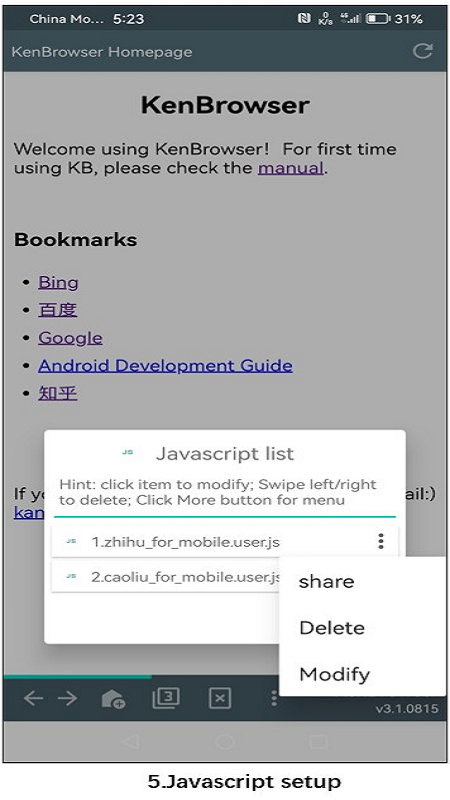 China Mo... 5:23
0 K/s
4G
31%
KenBrowser Homepage
KenBrowser
Welcome using KenBrowser! For first time
using KB, please check the manual.
Bookmarks
• Bing
• 百度
• Google
• Android Development Guide
• 知乎
JS Javascript list
Hint: click item to modify; Swipe left/right
to delete; Click More button for menu
If y
ail:)
kan
JS 1.zhihu_for_mobile.user.js
JS 2.caoliu_for_mobile.user.js
share
Delete
Modify
3
v3.1.0815
5.Javascript setup